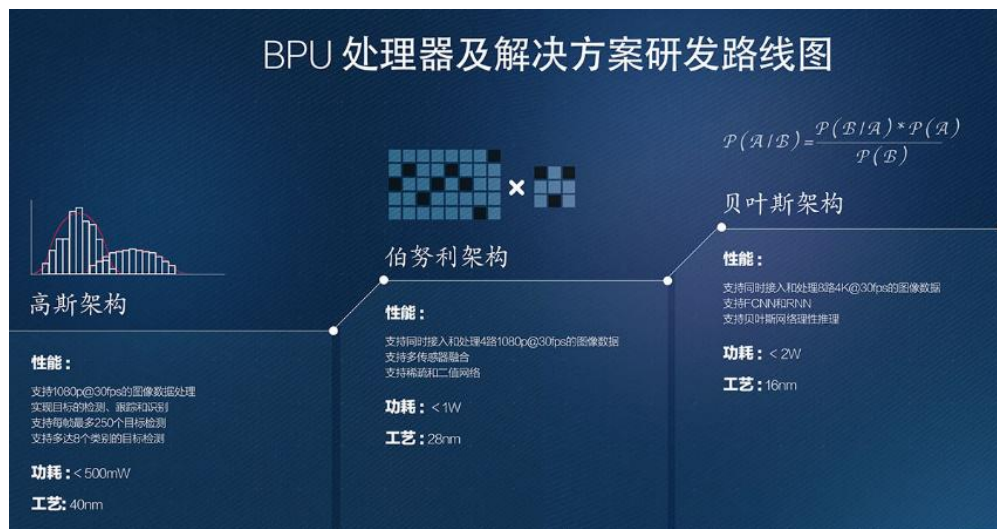 BPU 处理器及解决方案研发路线图
高斯架构
性能：
支持1080p@30fps的图像数据处理
实现目标的检测、跟踪和识别
支持每帧最多250个目标检测
支持多达8个类别的目标检测
功耗：< 500mW
工艺: 40nm
×
伯努利架构
性能：
支持同时接入和处理4路1080p@30fps的图像数据
支持多传感器融合
支持稀疏和二值网络
功耗：< 1W
工艺：28nm
P(A/B)=P(B/A)*P(A)
P(B)
贝叶斯架构
性能：
支持同时接入和处理8路4K@30fps的图像数据
支持FCNN和RNN
支持贝叶斯网络理性推理
功耗：< 2W
工艺：16nm